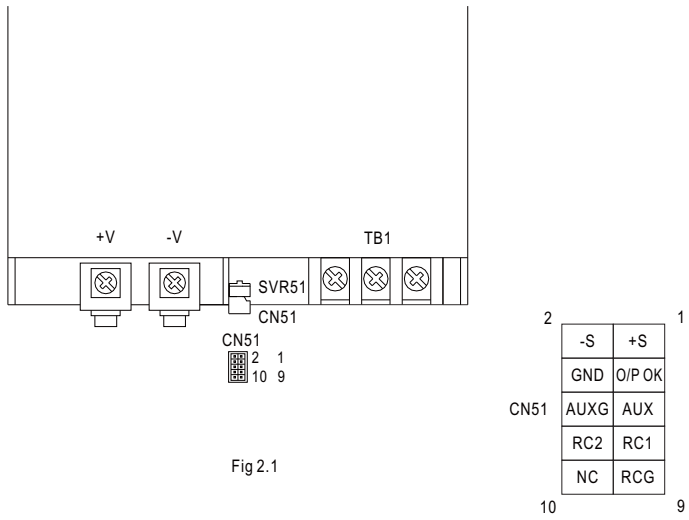 +V -V TB1
SVR51
CN51
CN51
2 1
10 9
Fig 2.1
2 1
-S +S
GND O/P OK
CN51 AUXG AUX
RC2 RC1
NC RCG
10 9